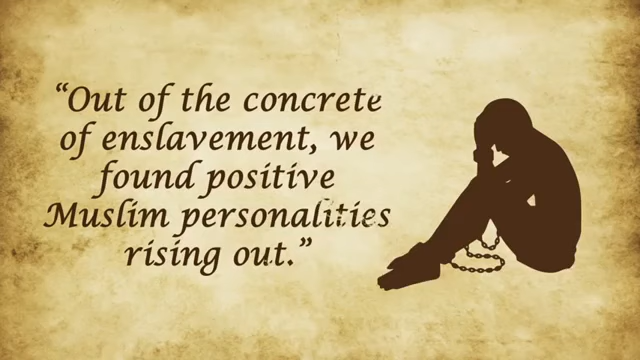 “Out of the concrete
of enslavement, we
found positive
Muslim personalities
rising out.”